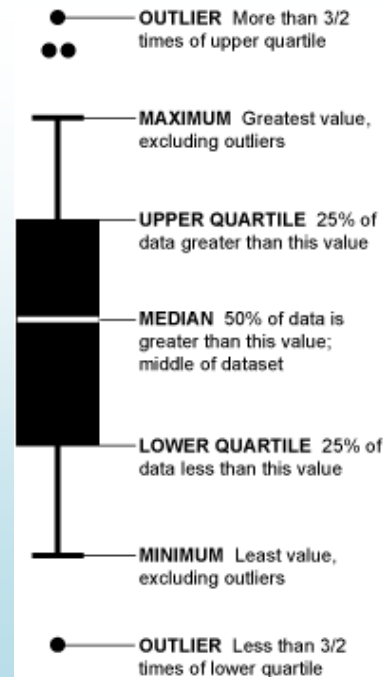 OUTLIER More than 3/2
times of upper quartile
MAXIMUM Greatest value,
excluding outliers
UPPER QUARTILE 25% of
data greater than this value
MEDIAN 50% of data is
greater than this value;
middle of dataset
LOWER QUARTILE 25% of
data less than this value
MINIMUM Least value,
excluding outliers
OUTLIER Less than 3/2
times of lower quartile